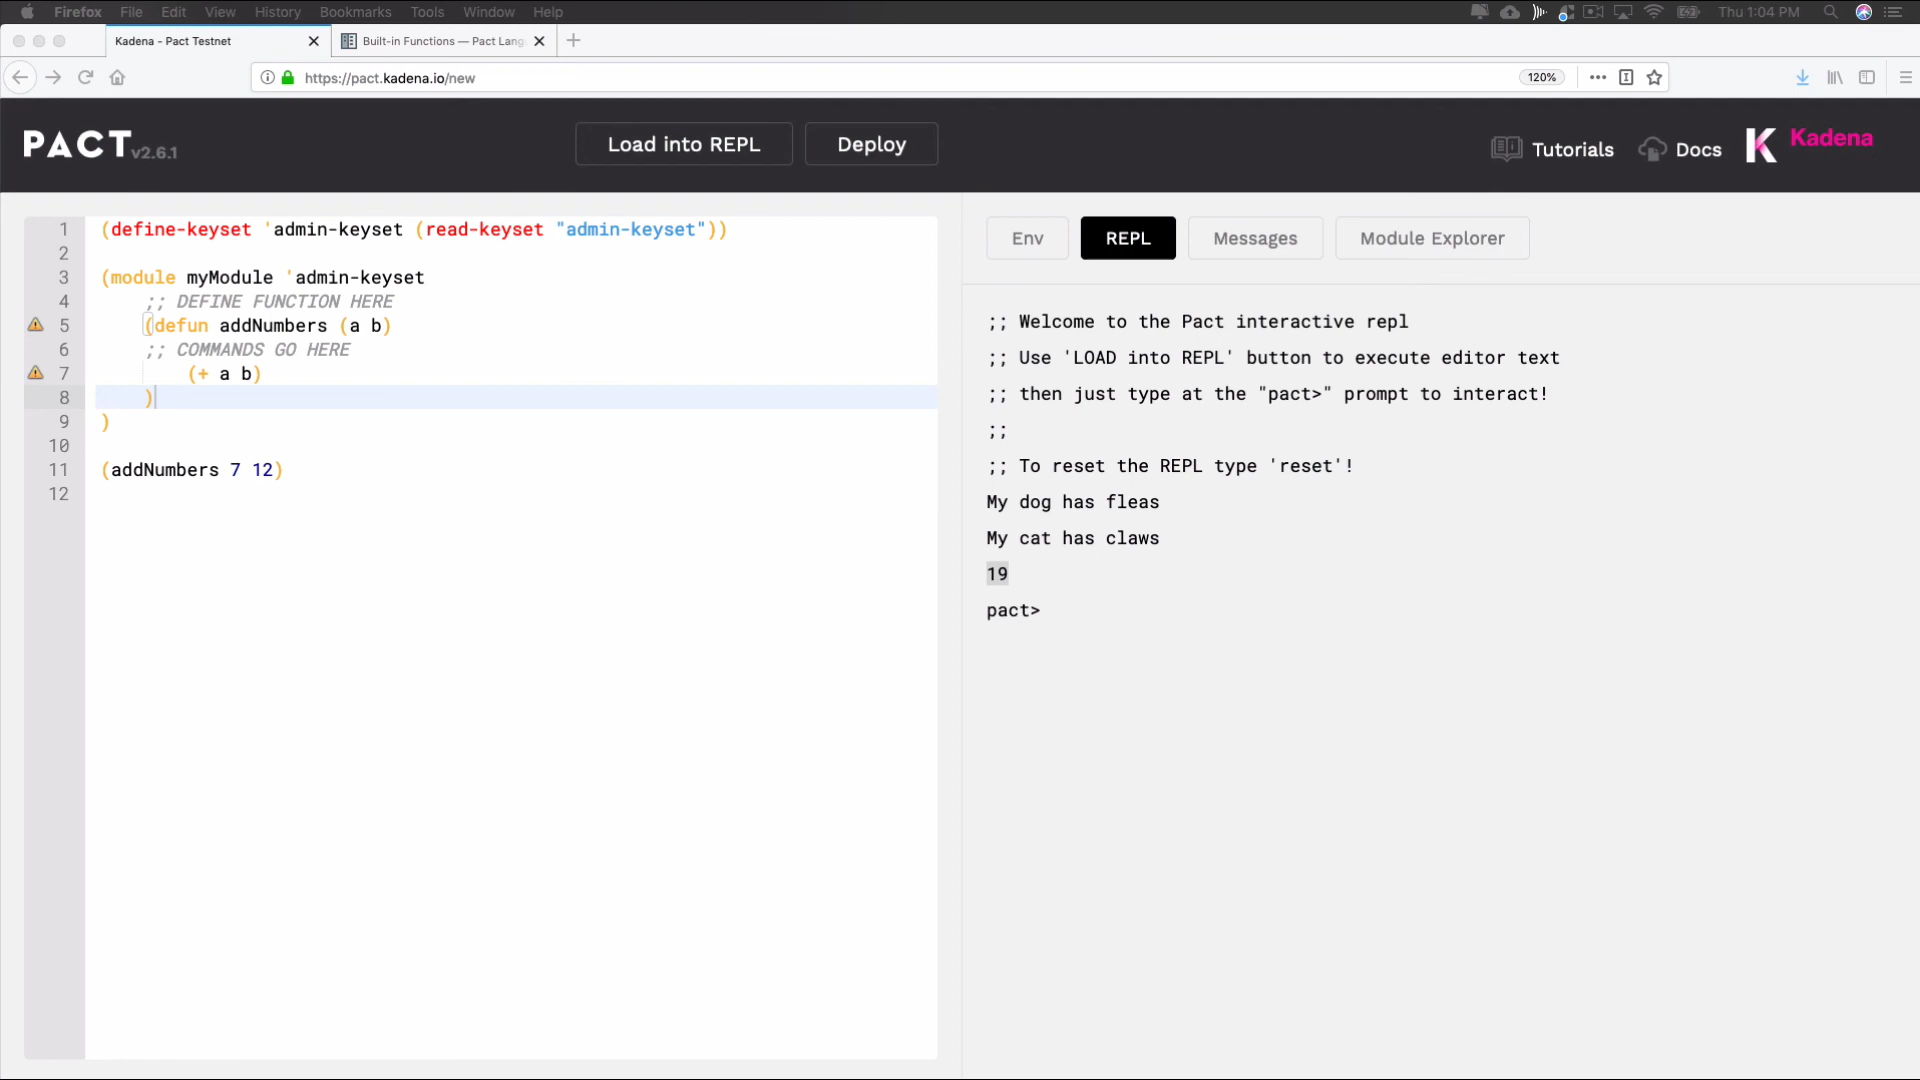 Firefox File Edit View History Bookmarks Tools Window Help Thu 1:04 PM
Kadena - Pact Testnet Built-in Functions — Pact Lang
https://pact.kadena.io/new 120%
PACT v2.6.1 Load into REPL Deploy Tutorials Docs Kadena
1 (define-keyset 'admin-keyset (read-keyset "admin-keyset"))
2
3 (module myModule 'admin-keyset
4 ;; DEFINE FUNCTION HERE
5 (defun addNumbers (a b)
6 ;; COMMANDS GO HERE
7 (+ a b)
8 )
9 )
10
11 (addNumbers 7 12)
12
Env REPL Messages Module Explorer
;; Welcome to the Pact interactive repl
;; Use 'LOAD into REPL' button to execute editor text
;; then just type at the "pact>" prompt to interact!
;;
;; To reset the REPL type 'reset'!
My dog has fleas
My cat has claws
19
pact>